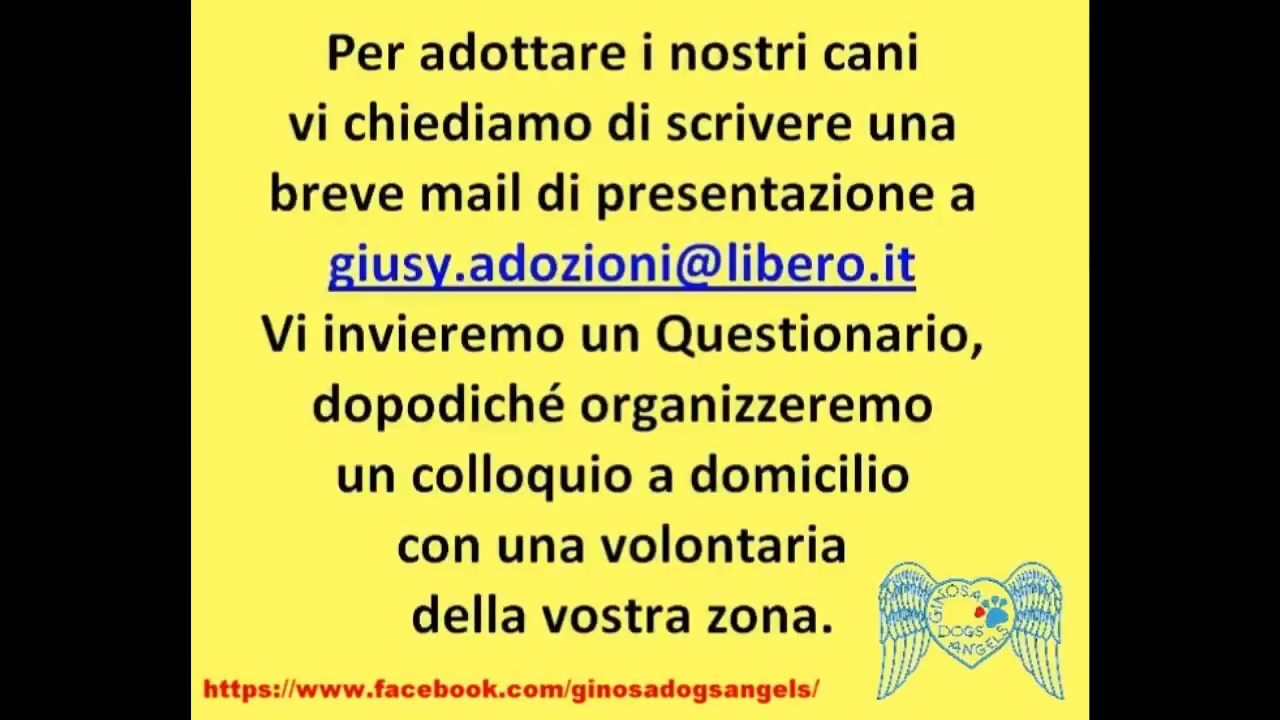 Per adottare i nostri cani
vi chiediamo di scrivere una
breve mail di presentazione a
giusy.adozioni@libero.it
Vi invieremo un Questionario,
dopodiché organizzeremo
un colloquio a domicilio
con una volontaria
della vostra zona.
GINOSA
DOGS
ANGELS
https://www.facebook.com/ginosadogsangels/